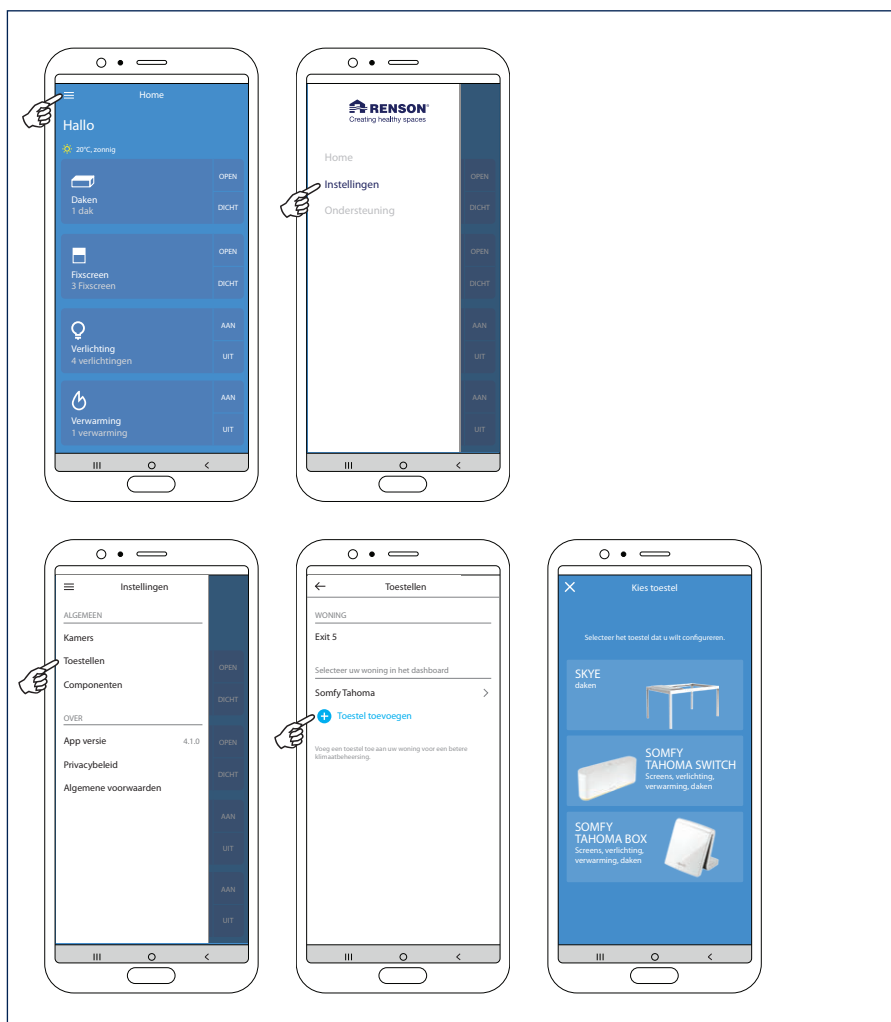 Home
Hallo
20°C, zonnig
Daken
1 dak
OPEN
DICHT
Fixscreen
3 Fixscreen
OPEN
DICHT
Verlichting
4 verlichtingen
AAN
UIT
Verwarming
1 verwarming
AAN
UIT
RENSON®
Creating healthy spaces
Home
Instellingen
Ondersteuning
OPEN
DICHT
OPEN
DICHT
AAN
UIT
AAN
UIT
Instellingen
ALGEMEEN
Kamers
Toestellen
Componenten
OVER
App versie 4.1.0
Privacybeleid
Algemene voorwaarden
OPEN
DICHT
OPEN
DICHT
AAN
UIT
AAN
UIT
Toestellen
WONING
Exit 5
Selecteer uw woning in het dashboard
Somfy Tahoma
Toestel toevoegen
Voeg een toestel toe aan uw woning voor een betere
klimaatbeheersing.
Kies toestel
Selecteer het toestel dat u wilt configureren.
SKYE
daken
SOMFY
TAHOMA SWITCH
Screens, verlichting,
verwarming, daken
SOMFY
TAHOMA BOX
Screens, verlichting,
verwarming, daken